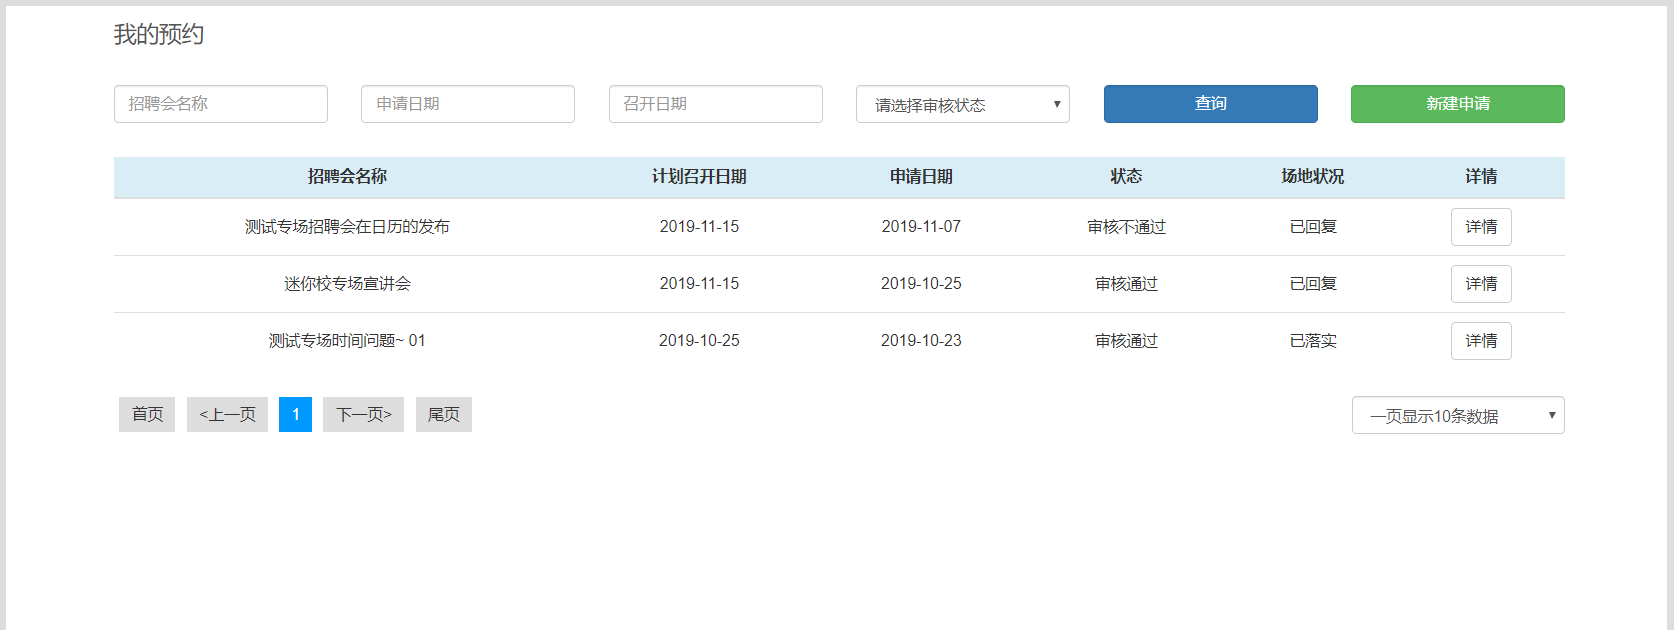 我的预约
招聘会名称 申请日期 召开日期 请选择审核状态 查询 新建申请
招聘会名称 计划召开日期 申请日期 状态 场地状况 详情
测试专场招聘会在日历的发布 2019-11-15 2019-11-07 审核不通过 已回复 详情
迷你校专场宣讲会 2019-11-15 2019-10-25 审核通过 已回复 详情
测试专场时间问题~ 01 2019-10-25 2019-10-23 审核通过 已落实 详情
首页 <上一页 1 下一页> 尾页 一页显示10条数据